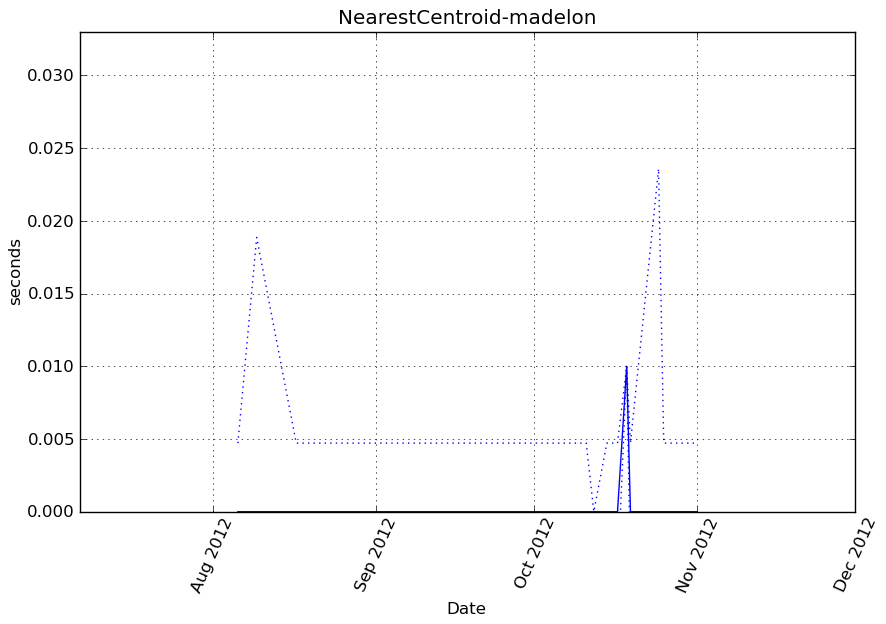 NearestCentroid-madelon
0.030
0.025
0.020
0.015
0.010
0.005
0.000
seconds
Aug 2012
Sep 2012
Oct 2012
Nov 2012
Dec 2012
Date